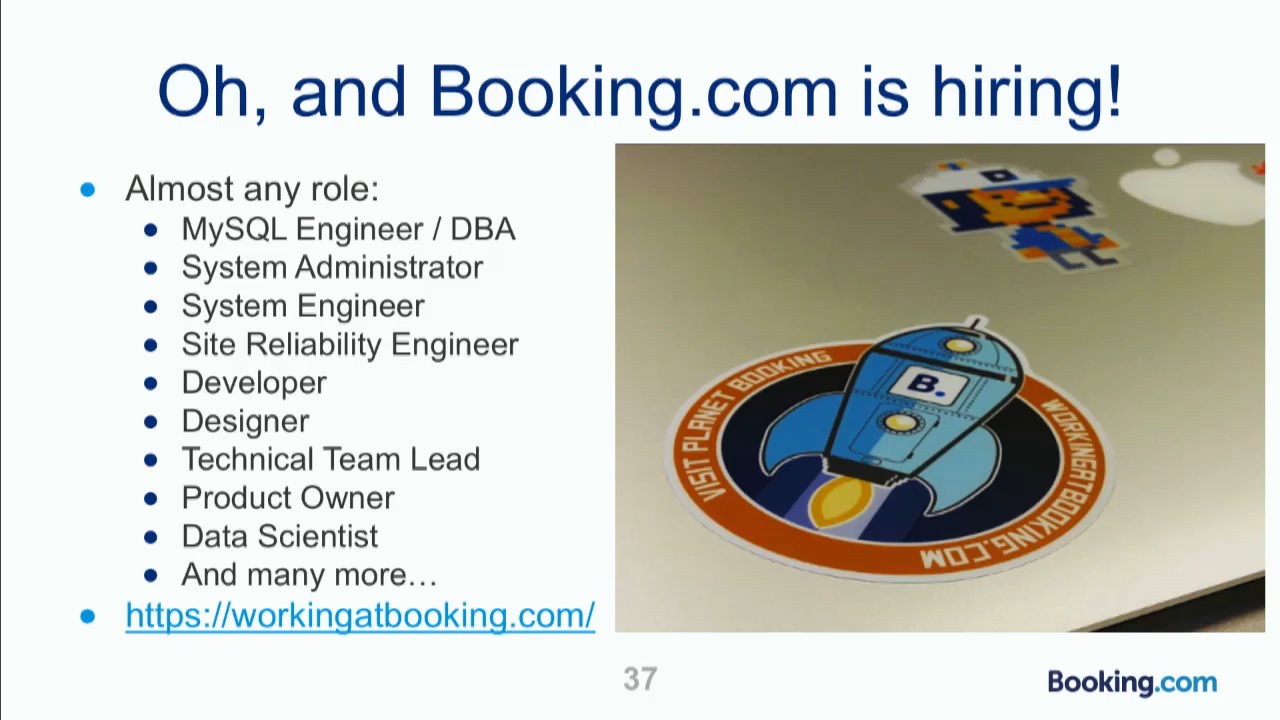 Oh, and Booking.com is hiring!
Almost any role:
MySQL Engineer / DBA
System Administrator
System Engineer
Site Reliability Engineer
Developer
Designer
Technical Team Lead
Product Owner
Data Scientist
And many more…
https://workingatbooking.com/
VISIT PLANET BOOKING
WORKINGATBOOKING.COM
B.
37
Booking.com